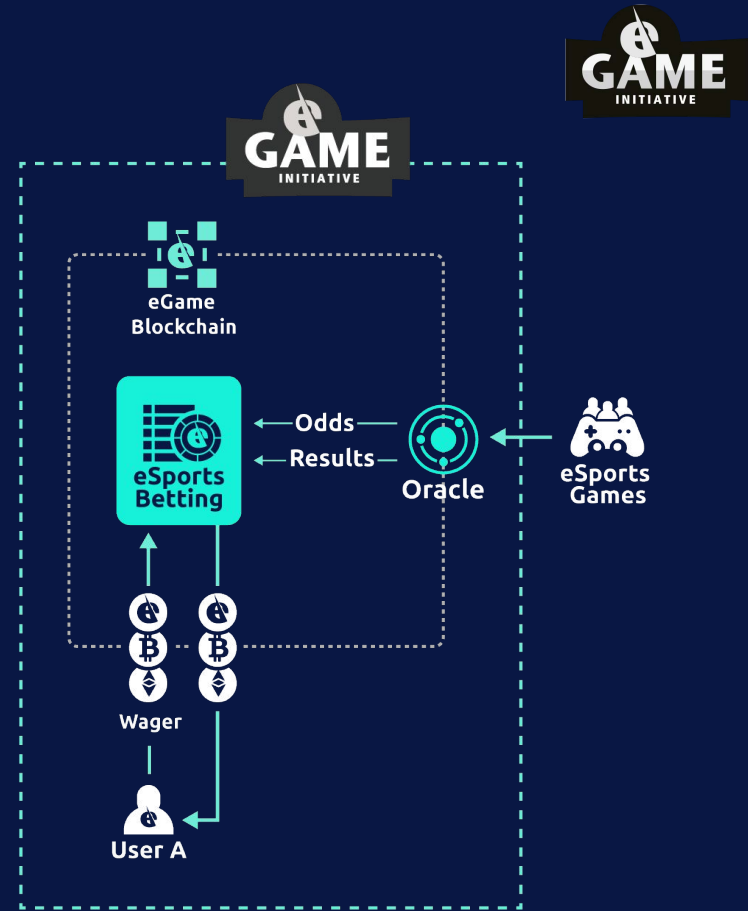 GAME
INITIATIVE
GAME
INITIATIVE
eGame
Blockchain
eSports
Betting
Odds
Results
Oracle
eSports
Games
Wager
User A